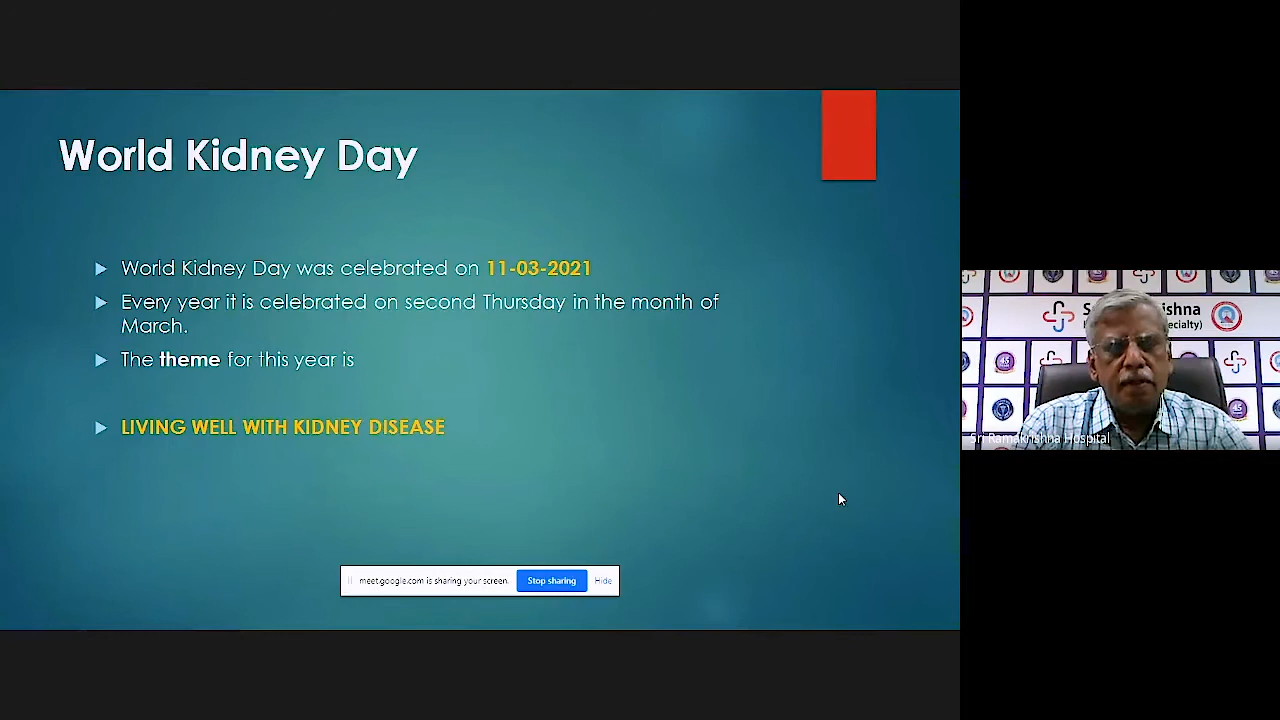 World Kidney Day
World Kidney Day was celebrated on 11-03-2021
Every year it is celebrated on second Thursday in the month of
March.
The theme for this year is
LIVING WELL WITH KIDNEY DISEASE
meet.google.com is sharing your screen.
Stop sharing
Hide
Sri Ramakrishna Hospital